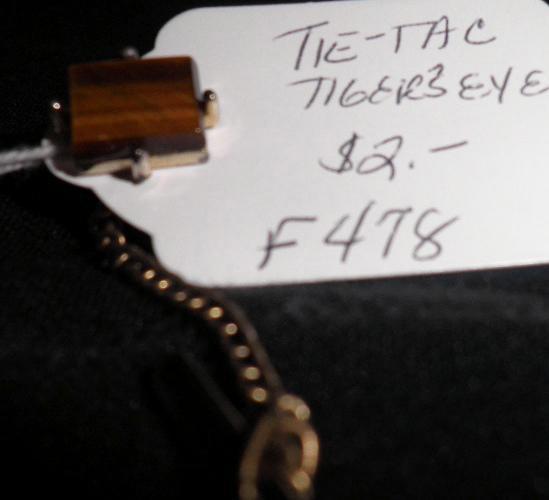 TIE-TAC
TIGERS EYE
$2.-
F478